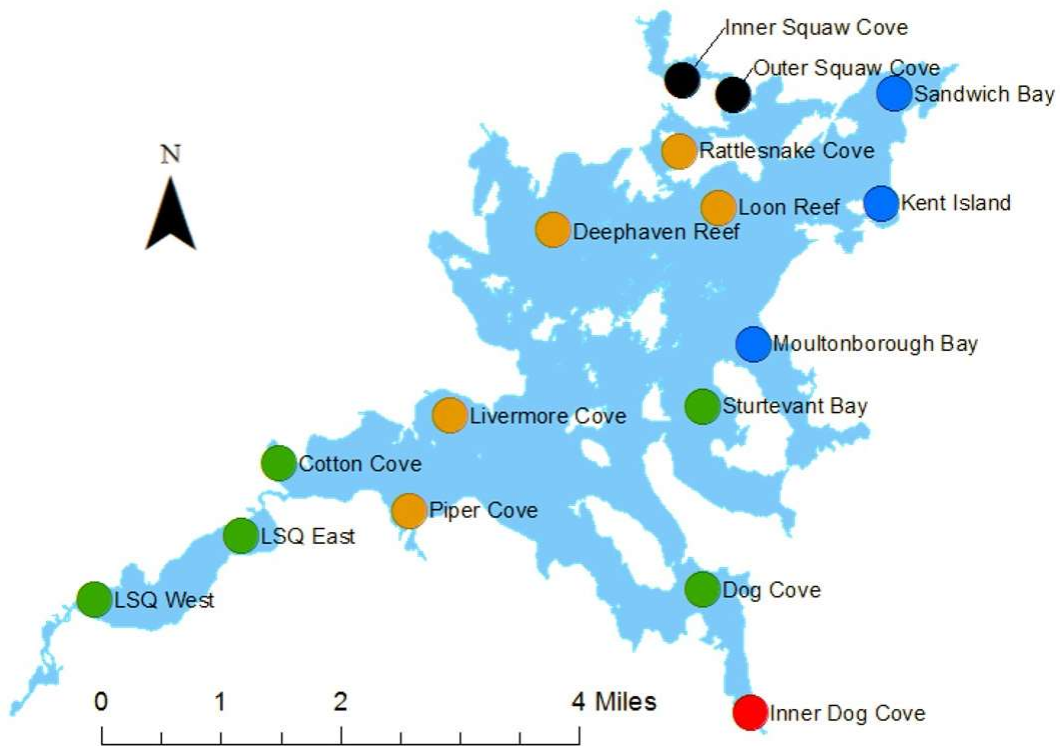 Inner Squaw Cove
Outer Squaw Cove
Sandwich Bay
N
Rattlesnake Cove
Loon Reef
Kent Island
Deephaven Reef
Moultonborough Bay
Sturtevant Bay
Livermore Cove
Cotton Cove
Piper Cove
LSQ East
Dog Cove
LSQ West
0 1 2 4 Miles
Inner Dog Cove